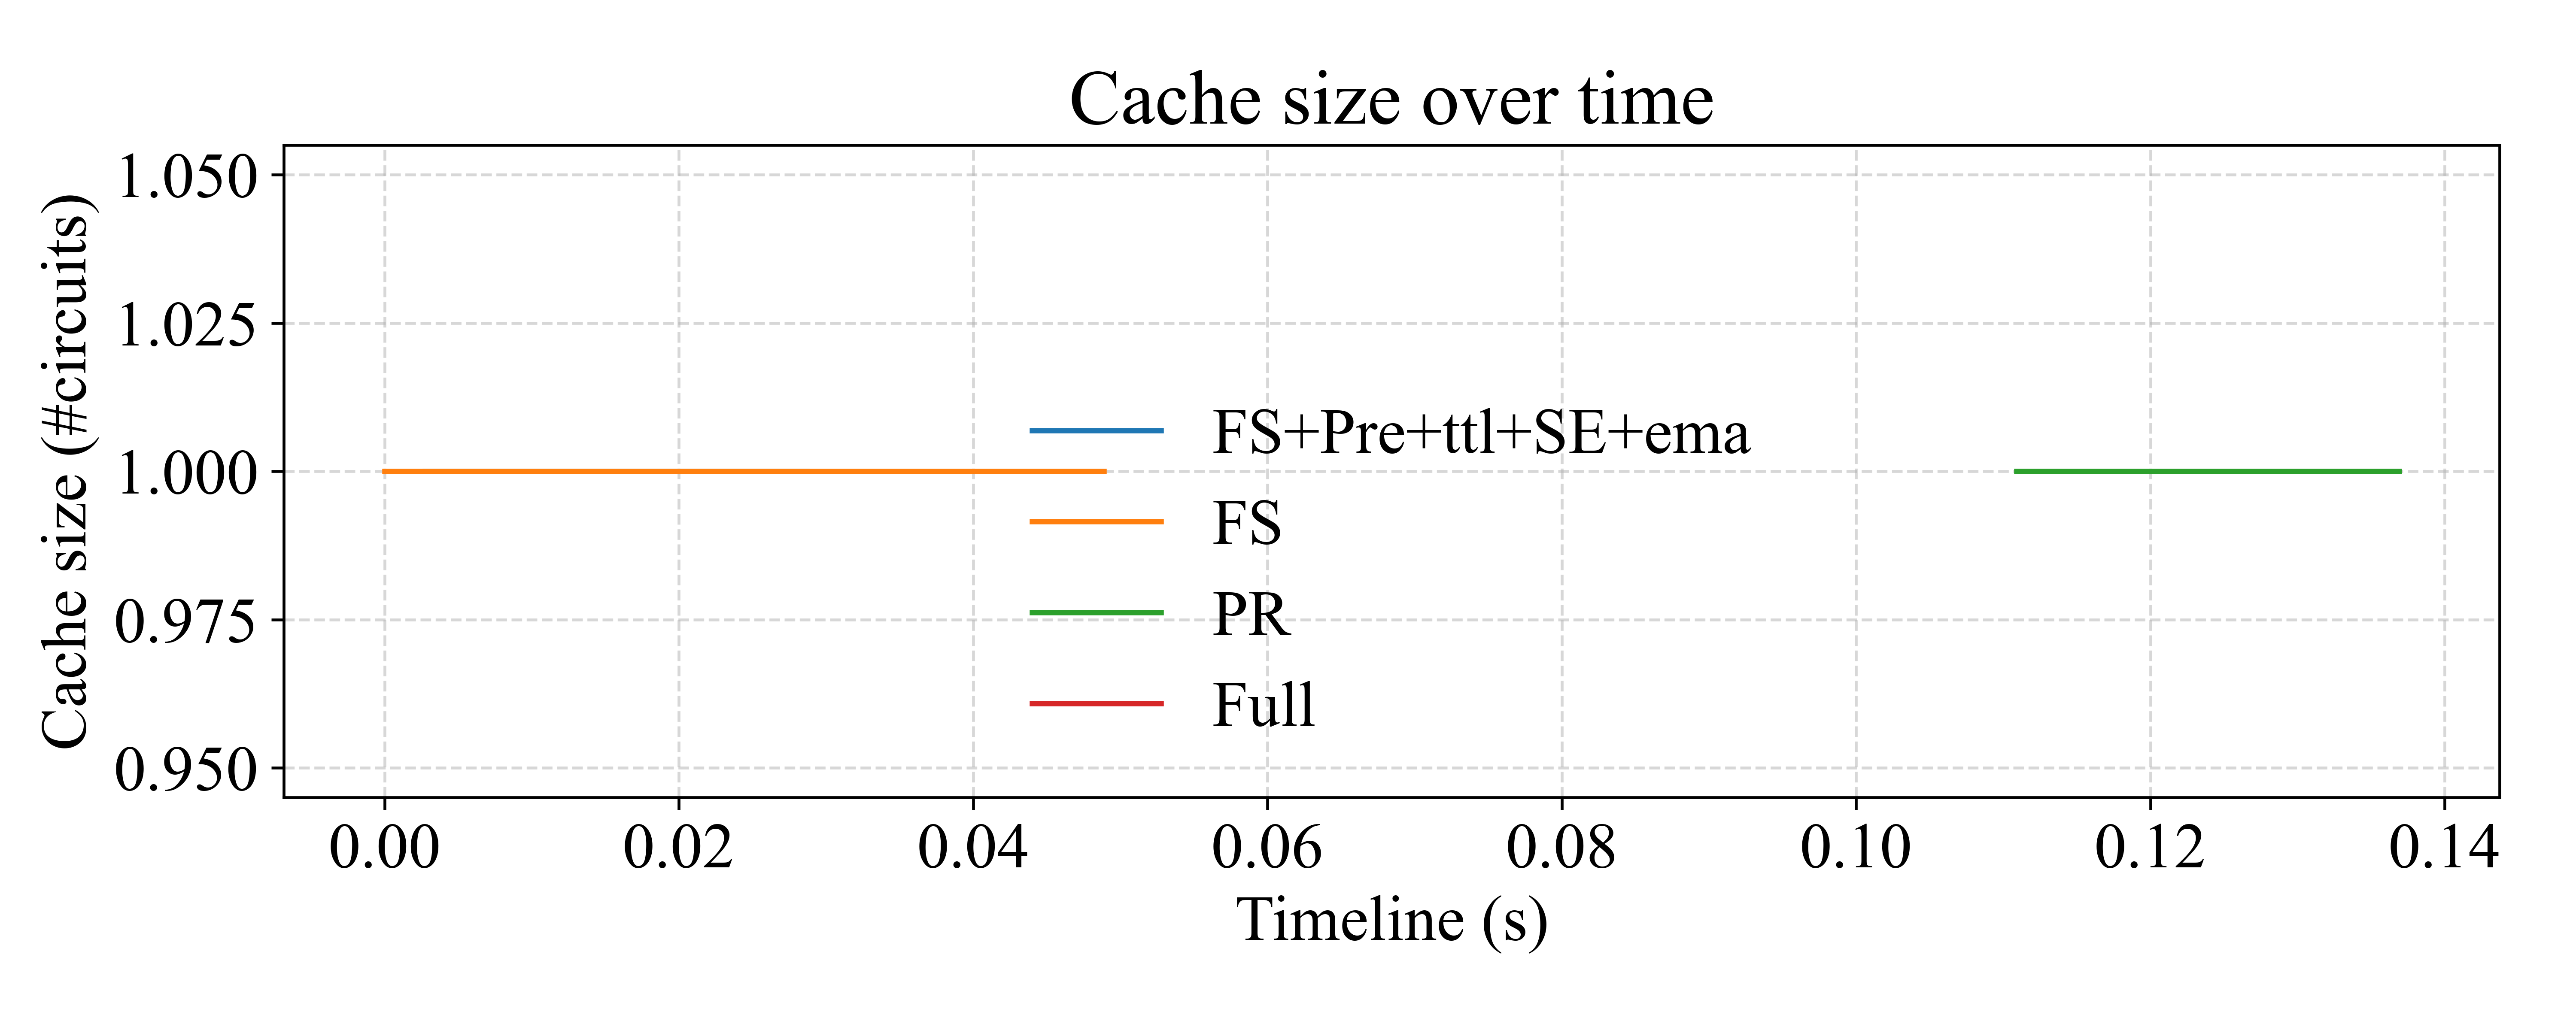 Cache size over time
Cache size (#circuits)
1.050
1.025
1.000
0.975
0.950
FS+Pre+ttl+SE+ema
FS
PR
Full
0.00 0.02 0.04 0.06 0.08 0.10 0.12 0.14
Timeline (s)